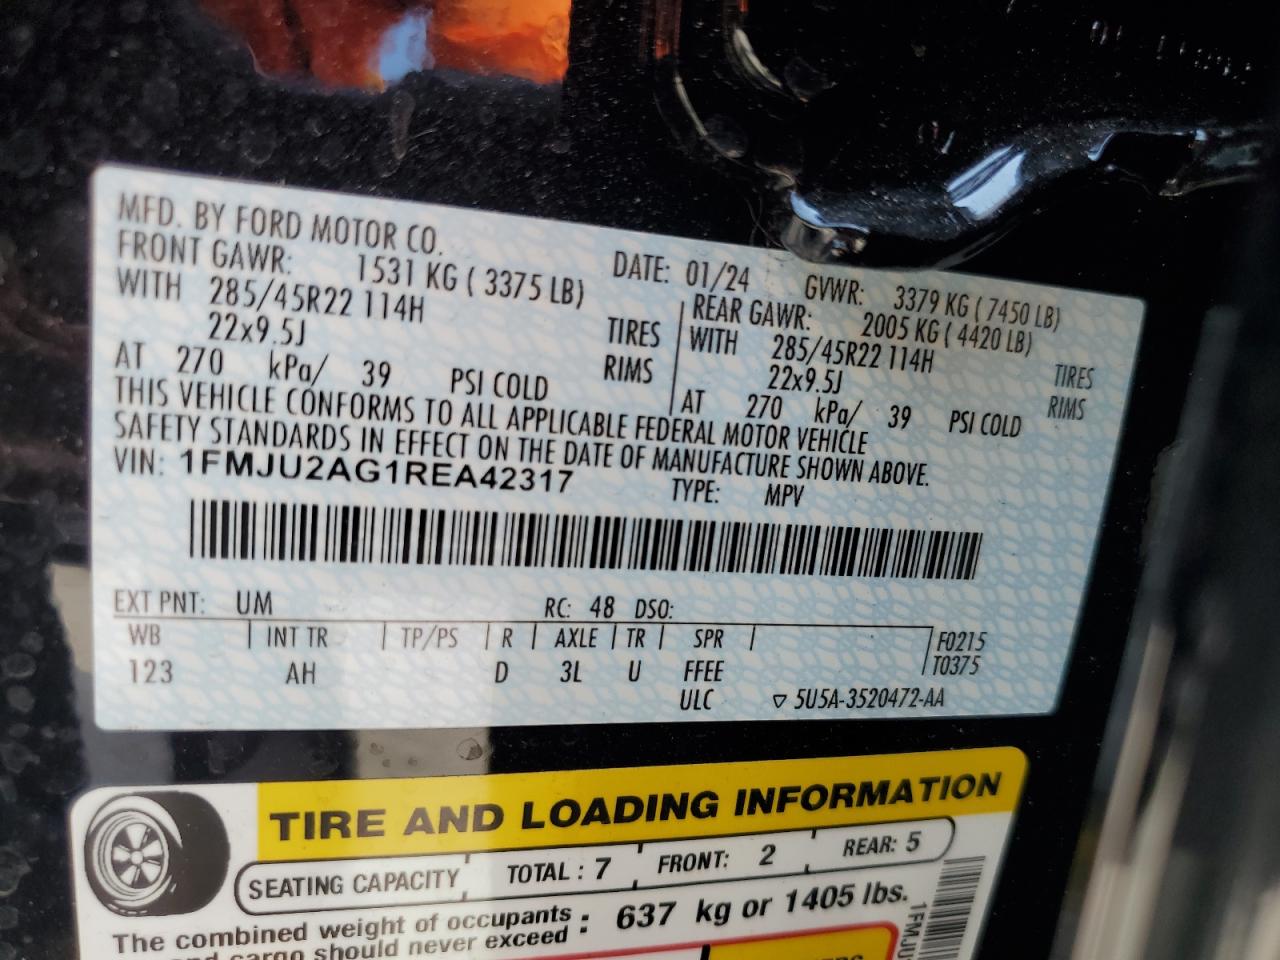 MFD. BY FORD MOTOR CO.
DATE: 01/24 GVWR: 3379 KG ( 7450 LB)
FRONT GAWR: 1531 KG ( 3375 LB)
WITH 285/45R22 114H TIRES
22x9.5J RIMS
AT 270 kPa/ 39 PSI COLD
REAR GAWR: 2005 KG ( 4420 LB)
WITH 285/45R22 114H TIRES
22x9.5J RIMS
AT 270 kPa/ 39 PSI COLD
THIS VEHICLE CONFORMS TO ALL APPLICABLE FEDERAL MOTOR VEHICLE
SAFETY STANDARDS IN EFFECT ON THE DATE OF MANUFACTURE SHOWN ABOVE.
VIN: 1FMJU2AG1REA42317 TYPE: MPV
EXT PNT: UM RC: 48 DSO:
WB INT TR TP/PS R AXLE TR SPR F0215
123 AH D 3L U FFEE T0375
ULC ▽ 5U5A-3520472-AA
TIRE AND LOADING INFORMATION
SEATING CAPACITY TOTAL : 7 FRONT: 2 REAR: 5
The combined weight of occupants : 637 kg or 1405 lbs.
and cargo should never exceed
1FMJU